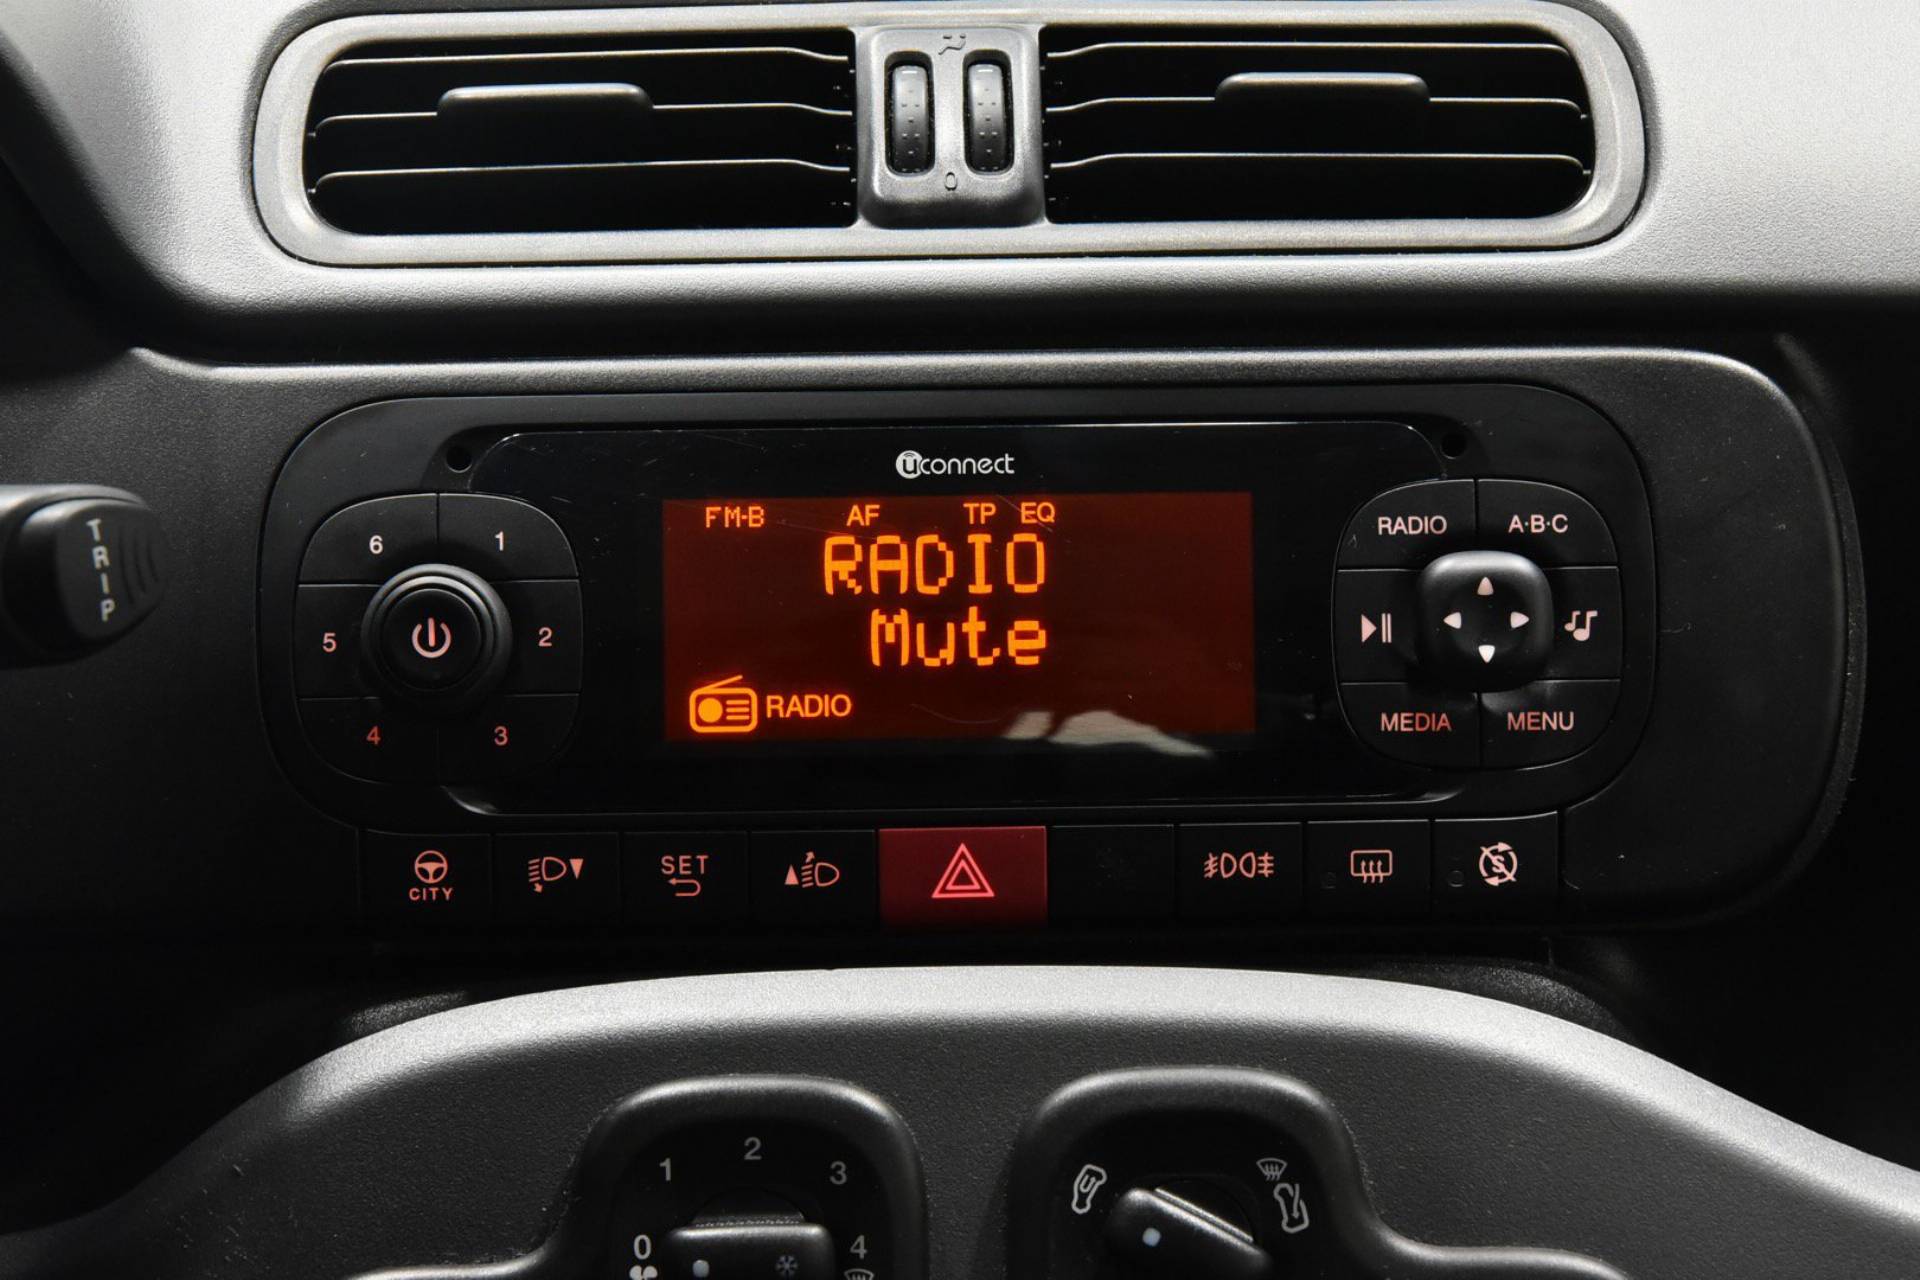 uconnect
FM-B AF TP EQ
RADIO
Mute
RADIO
TRIP
6 1
5 2
4 3
RADIO A·B·C
MEDIA MENU
CITY
SET
S
1 2 3
0 4
0